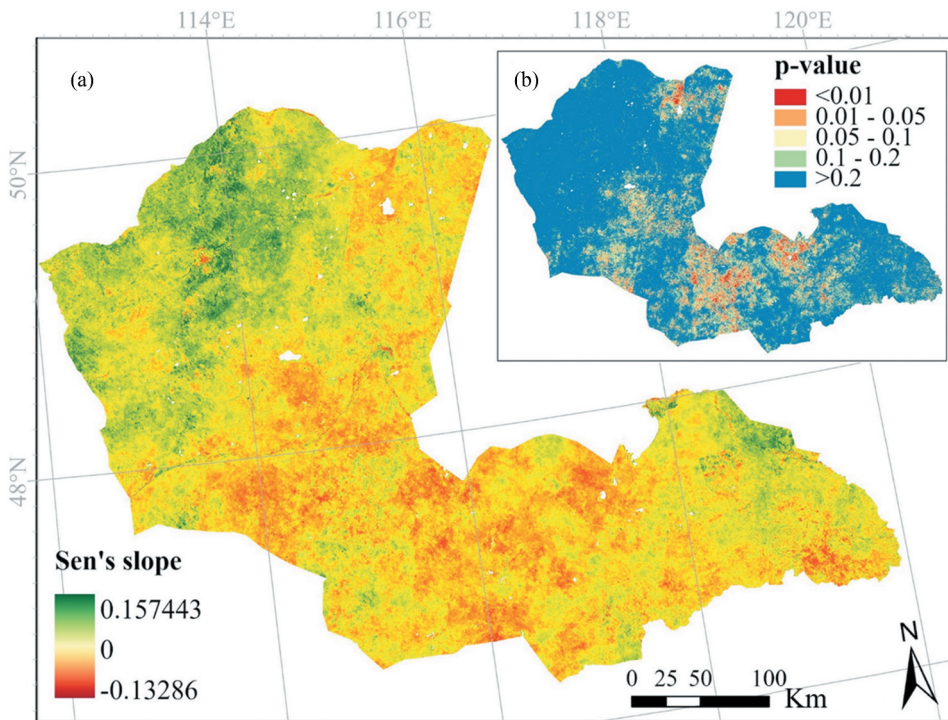 114°E 116°E 118°E 120°E
(a)
(b)
p-value
<0.01
0.01 - 0.05
0.05 - 0.1
0.1 - 0.2
>0.2
50°N
48°N
Sen's slope
0.157443
0
-0.13286
N
0 25 50 100
Km